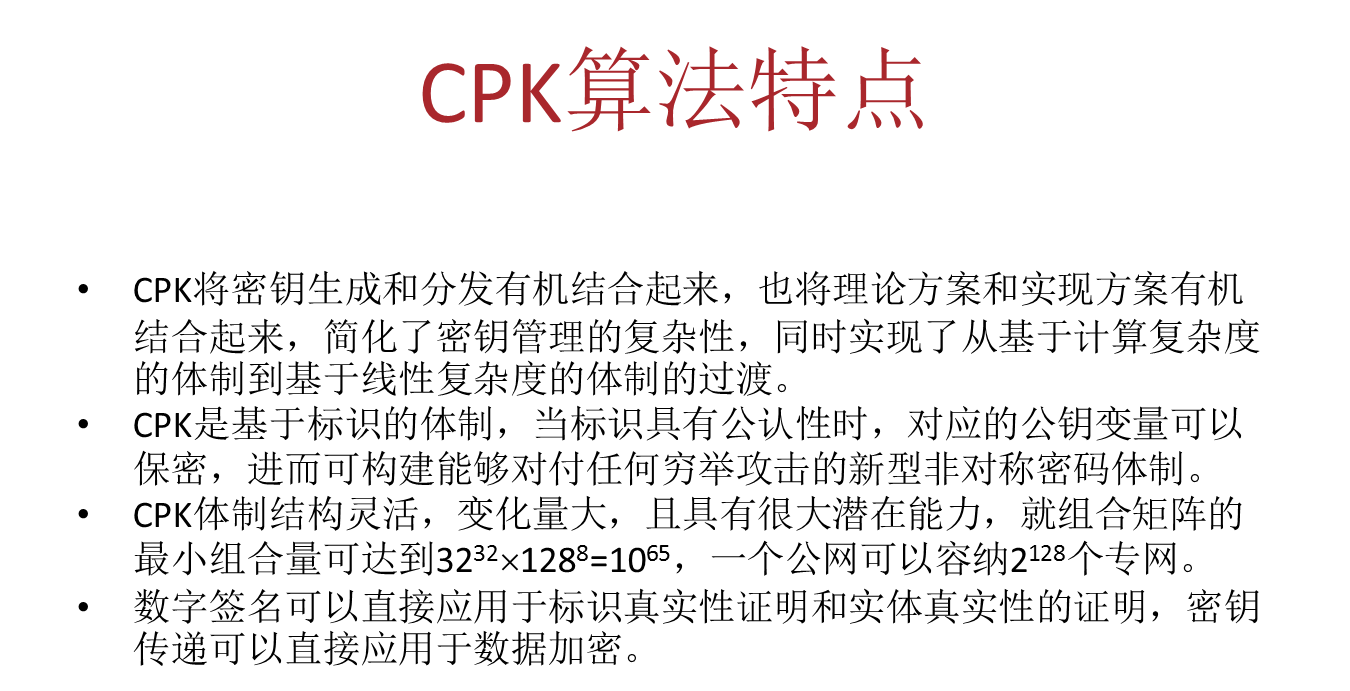 CPK算法特点
• CPK将密钥生成和分发有机结合起来，也将理论方案和实现方案有机
结合起来，简化了密钥管理的复杂性，同时实现了从基于计算复杂度
的体制到基于线性复杂度的体制的过渡。
• CPK是基于标识的体制，当标识具有公认性时，对应的公钥变量可以
保密，进而可构建能够对付任何穷举攻击的新型非对称密码体制。
• CPK体制结构灵活，变化量大，且具有很大潜在能力，就组合矩阵的
最小组合量可达到32³²×128⁸=10⁶⁵，一个公网可以容纳2¹²⁸个专网。
• 数字签名可以直接应用于标识真实性证明和实体真实性的证明，密钥
传递可以直接应用于数据加密。